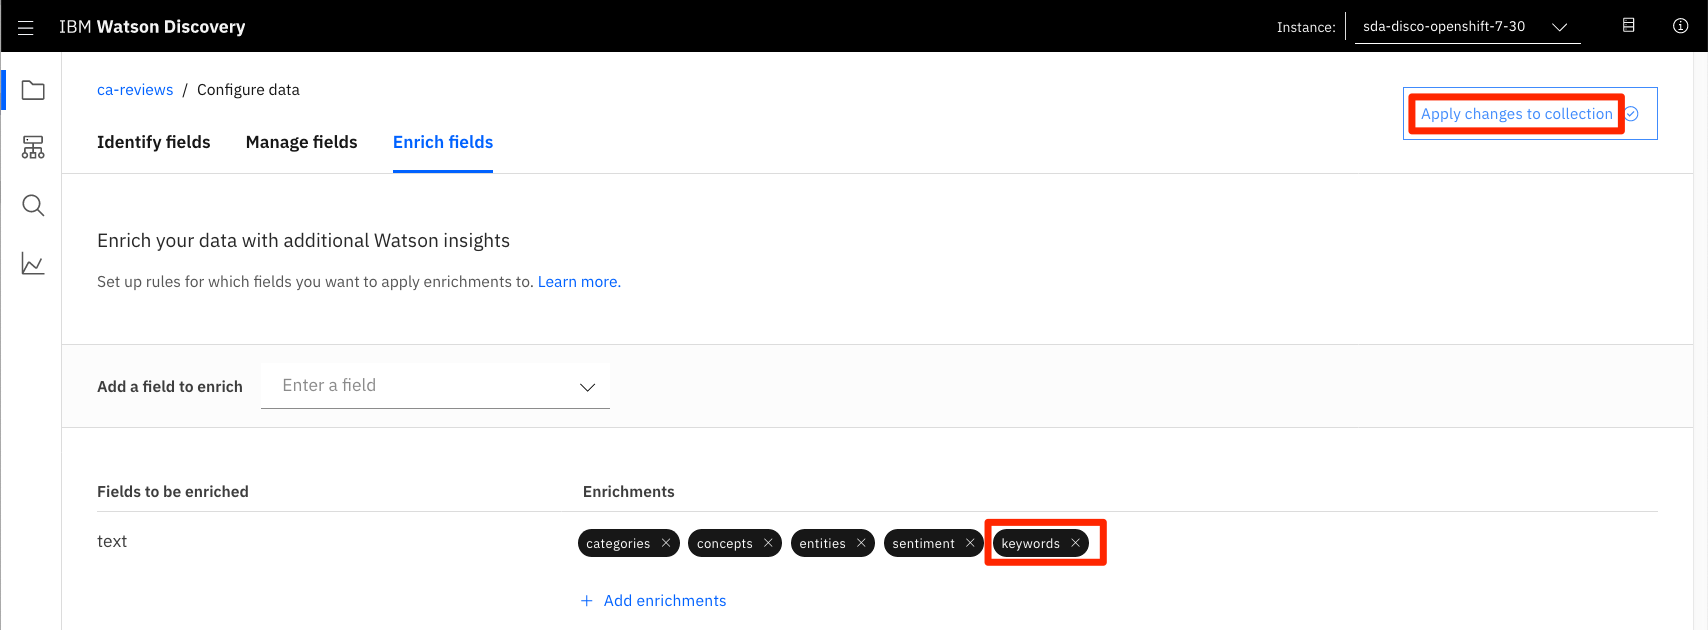 IBM Watson Discovery
Instance: sda-disco-openshift-7-30
ca-reviews / Configure data
Apply changes to collection
Identify fields Manage fields Enrich fields
Enrich your data with additional Watson insights
Set up rules for which fields you want to apply enrichments to. Learn more.
Add a field to enrich Enter a field
Fields to be enriched Enrichments
text categories × concepts × entities × sentiment × keywords ×
+ Add enrichments